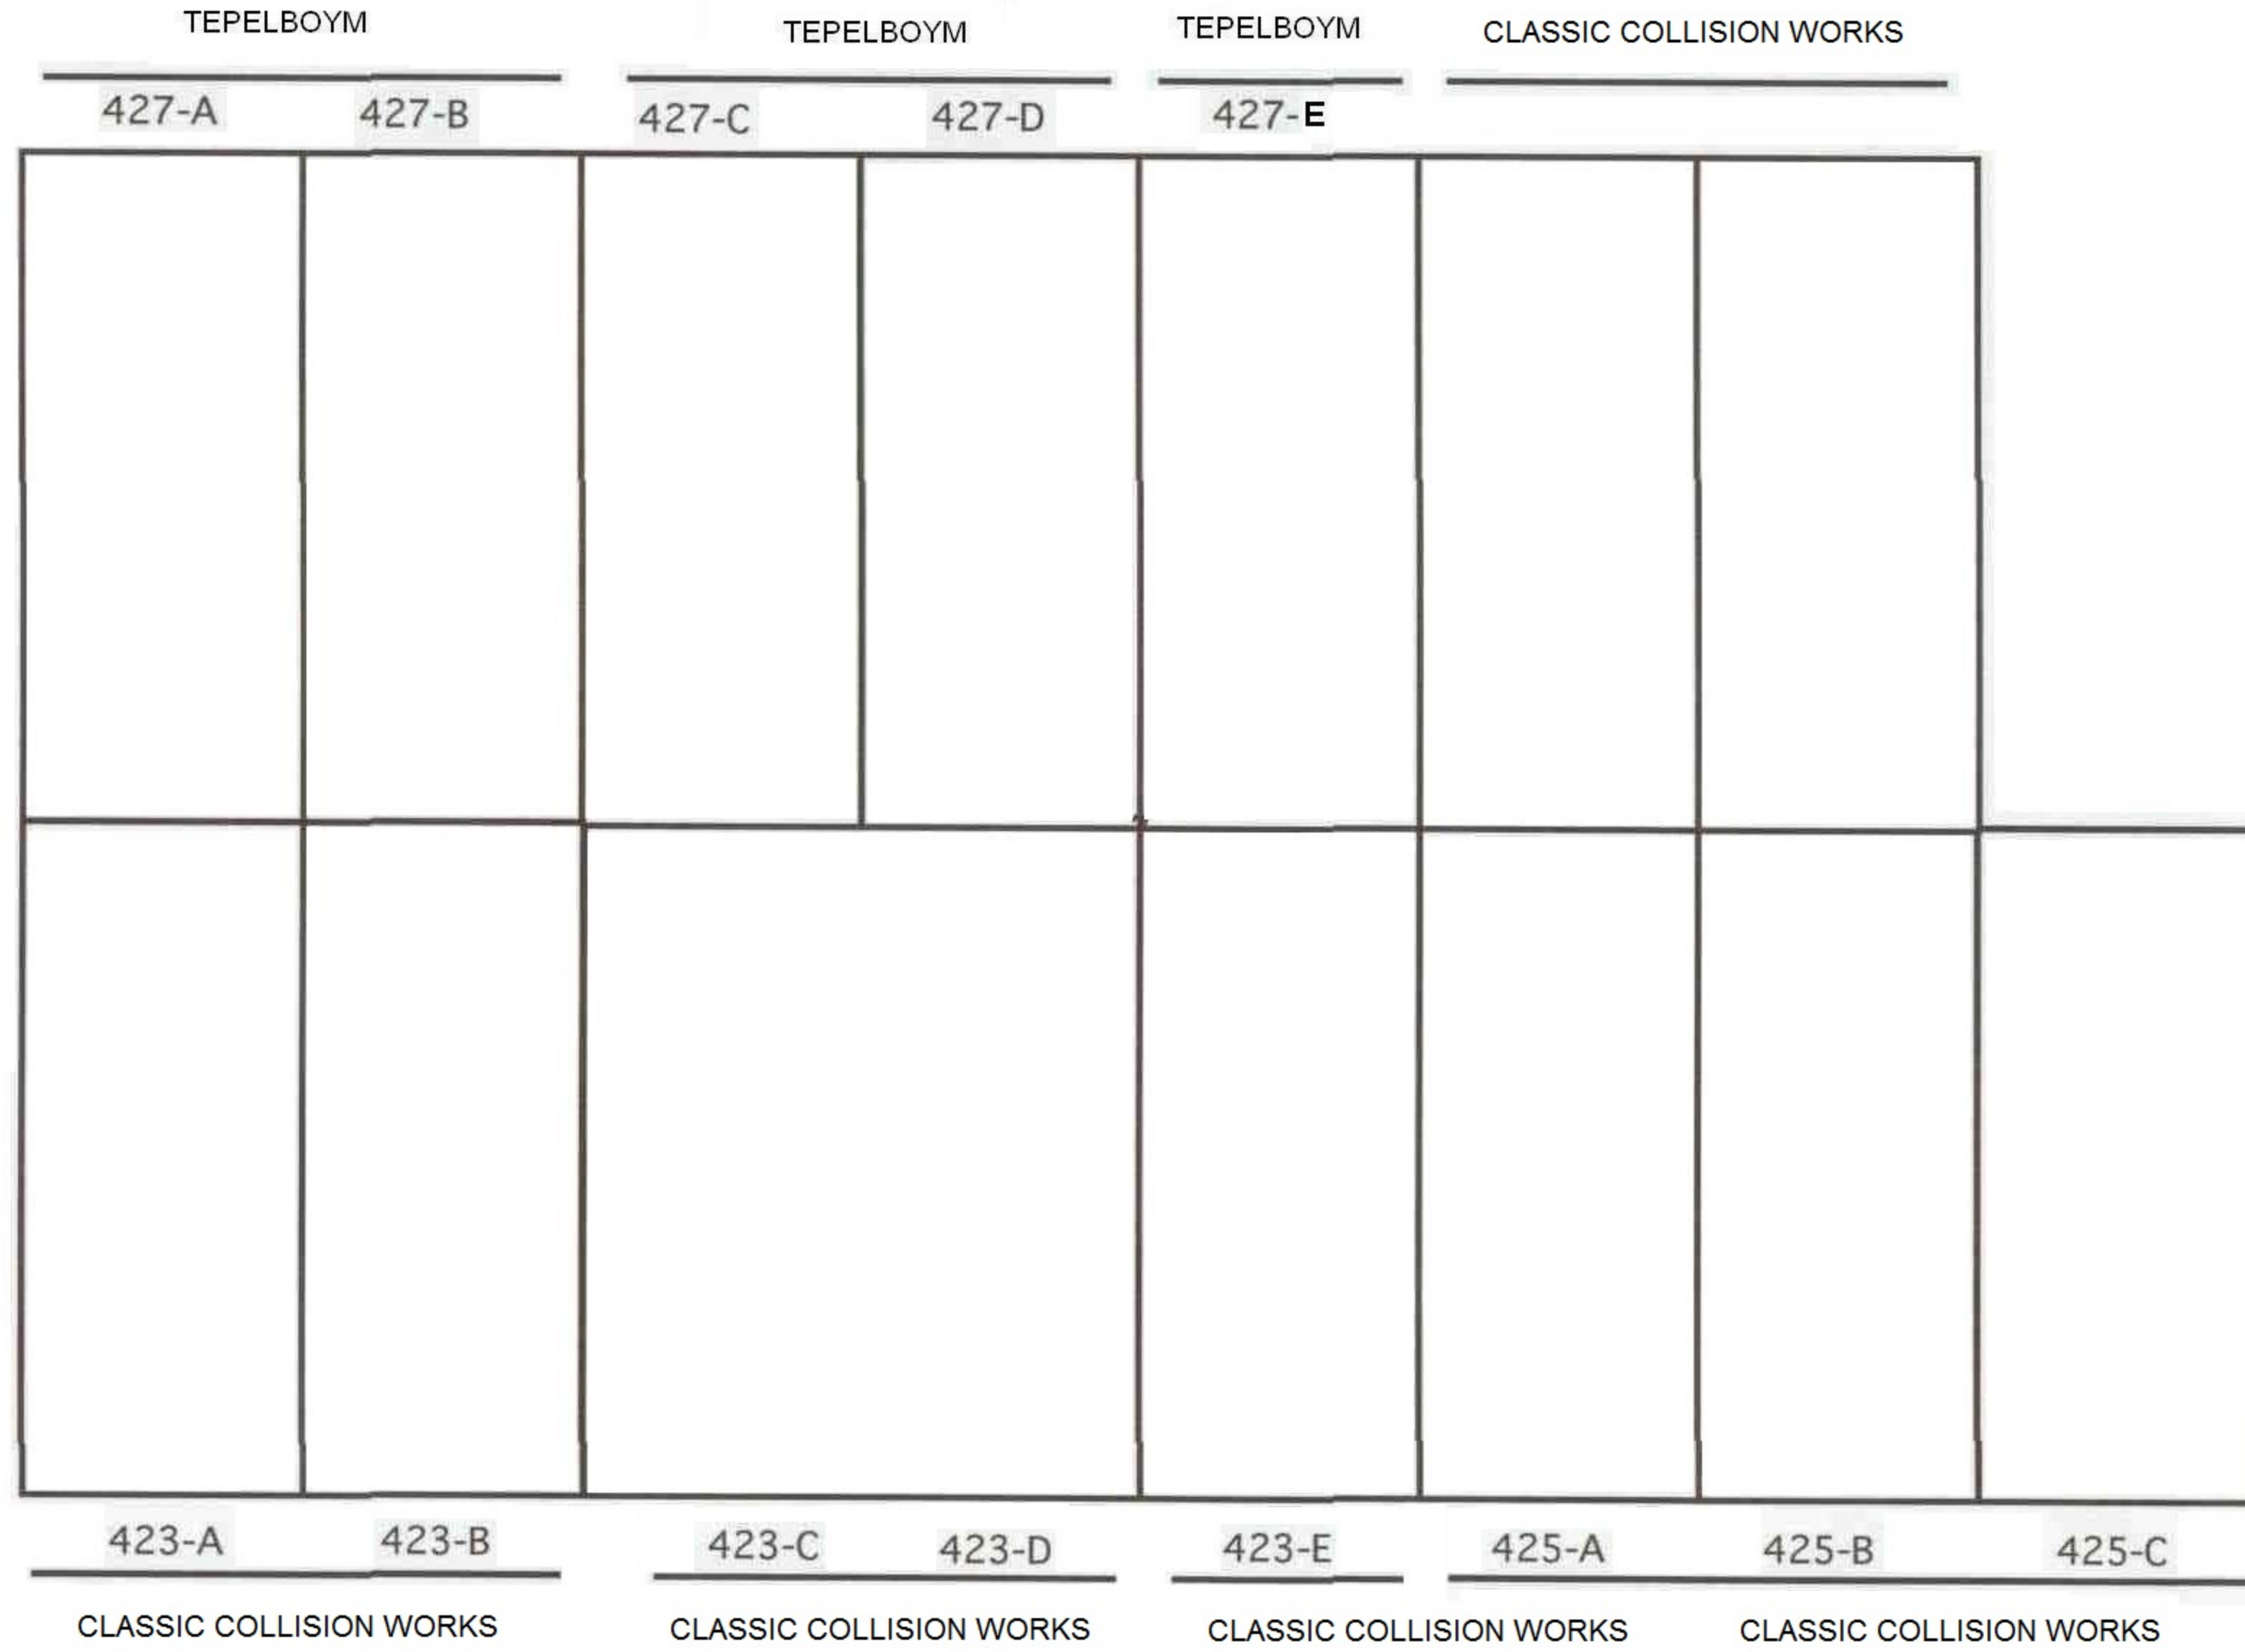 TEPELBOYM TEPELBOYM TEPELBOYM CLASSIC COLLISION WORKS
427-A 427-B 427-C 427-D 427-E
423-A 423-B 423-C 423-D 423-E 425-A 425-B 425-C
CLASSIC COLLISION WORKS CLASSIC COLLISION WORKS CLASSIC COLLISION WORKS CLASSIC COLLISION WORKS